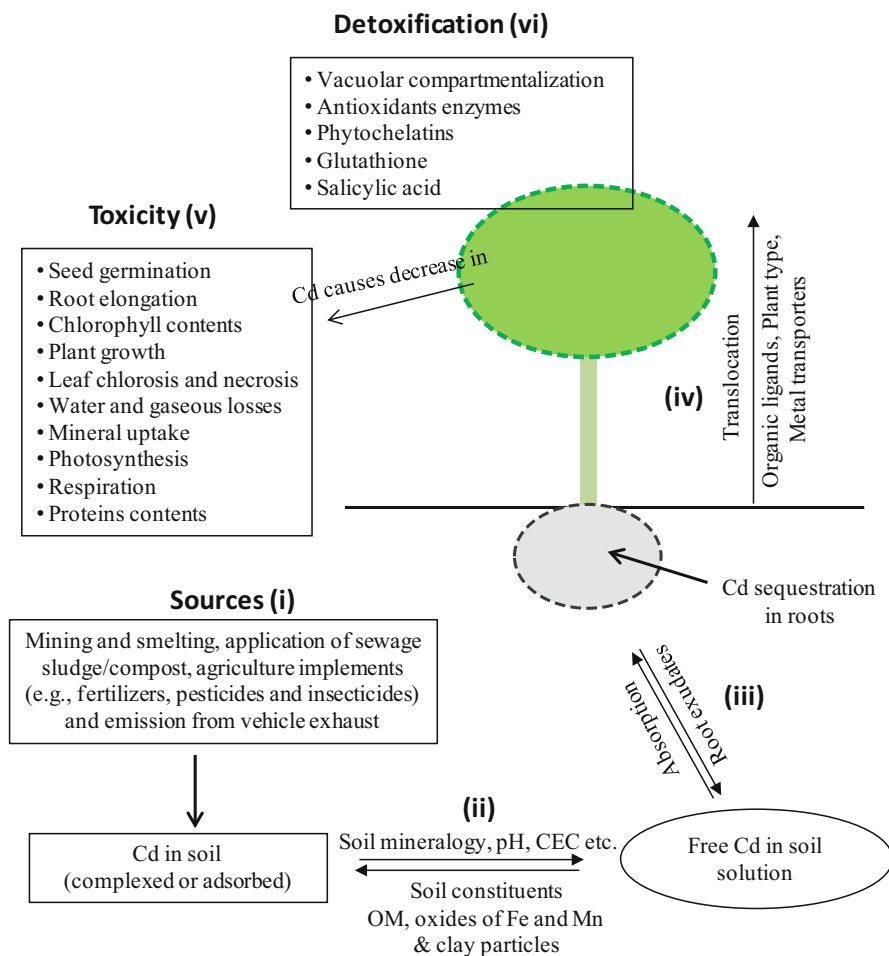 Detoxification (vi)
• Vacuolar compartmentalization
• Antioxidants enzymes
• Phytochelatins
• Glutathione
• Salicylic acid
Toxicity (v)
• Seed germination
• Root elongation
• Chlorophyll contents
• Plant growth
• Leaf chlorosis and necrosis
• Water and gaseous losses
• Mineral uptake
• Photosynthesis
• Respiration
• Proteins contents
Cd causes decrease in
(iv)
Translocation
Organic ligands, Plant type,
Metal transporters
Cd sequestration
in roots
Sources (i)
Mining and smelting, application of sewage
sludge/compost, agriculture implements
(e.g., fertilizers, pesticides and insecticides)
and emission from vehicle exhaust
(iii)
Absorption
Root exudates
(ii)
Cd in soil
(complexed or adsorbed)
Soil mineralogy, pH, CEC etc.
Soil constituents
OM, oxides of Fe and Mn
& clay particles
Free Cd in soil
solution